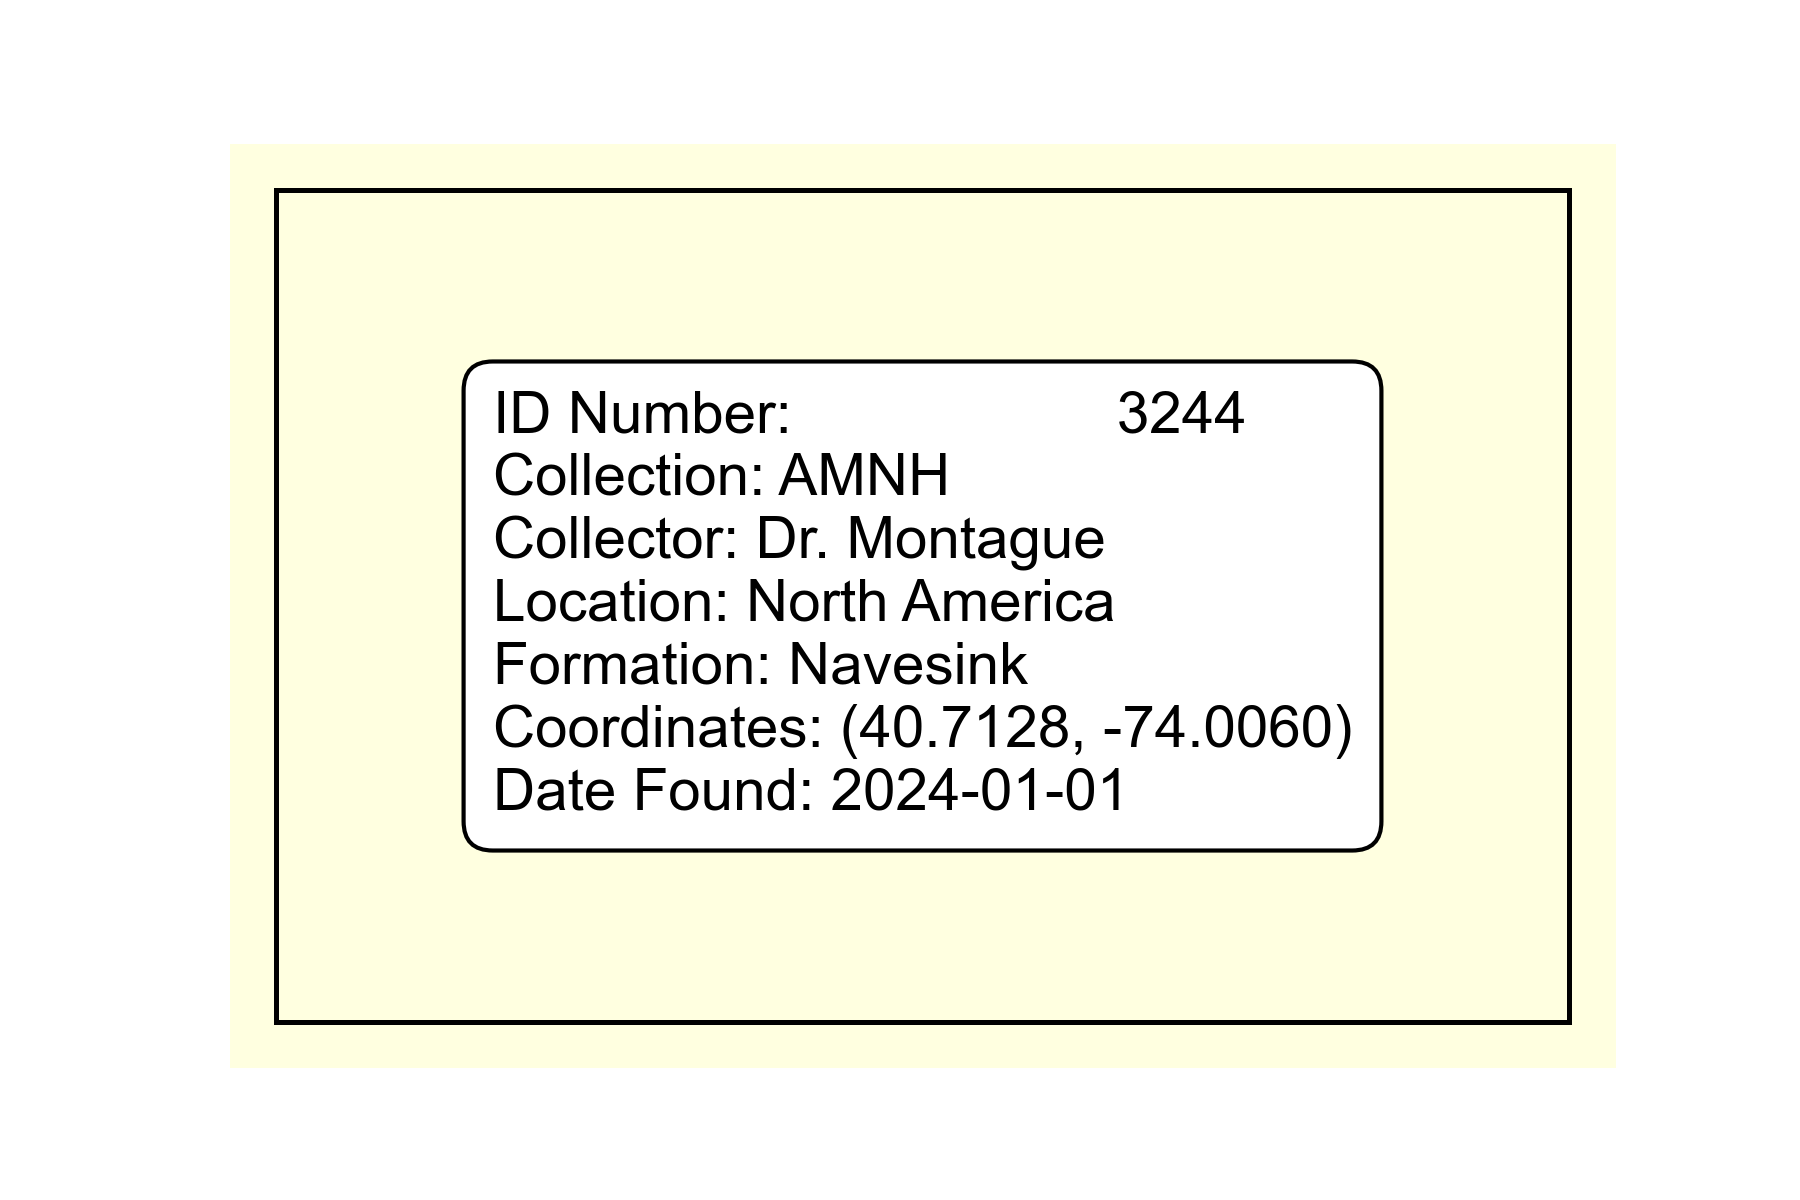 ID Number: 3244
Collection: AMNH
Collector: Dr. Montague
Location: North America
Formation: Navesink
Coordinates: (40.7128, -74.0060)
Date Found: 2024-01-01